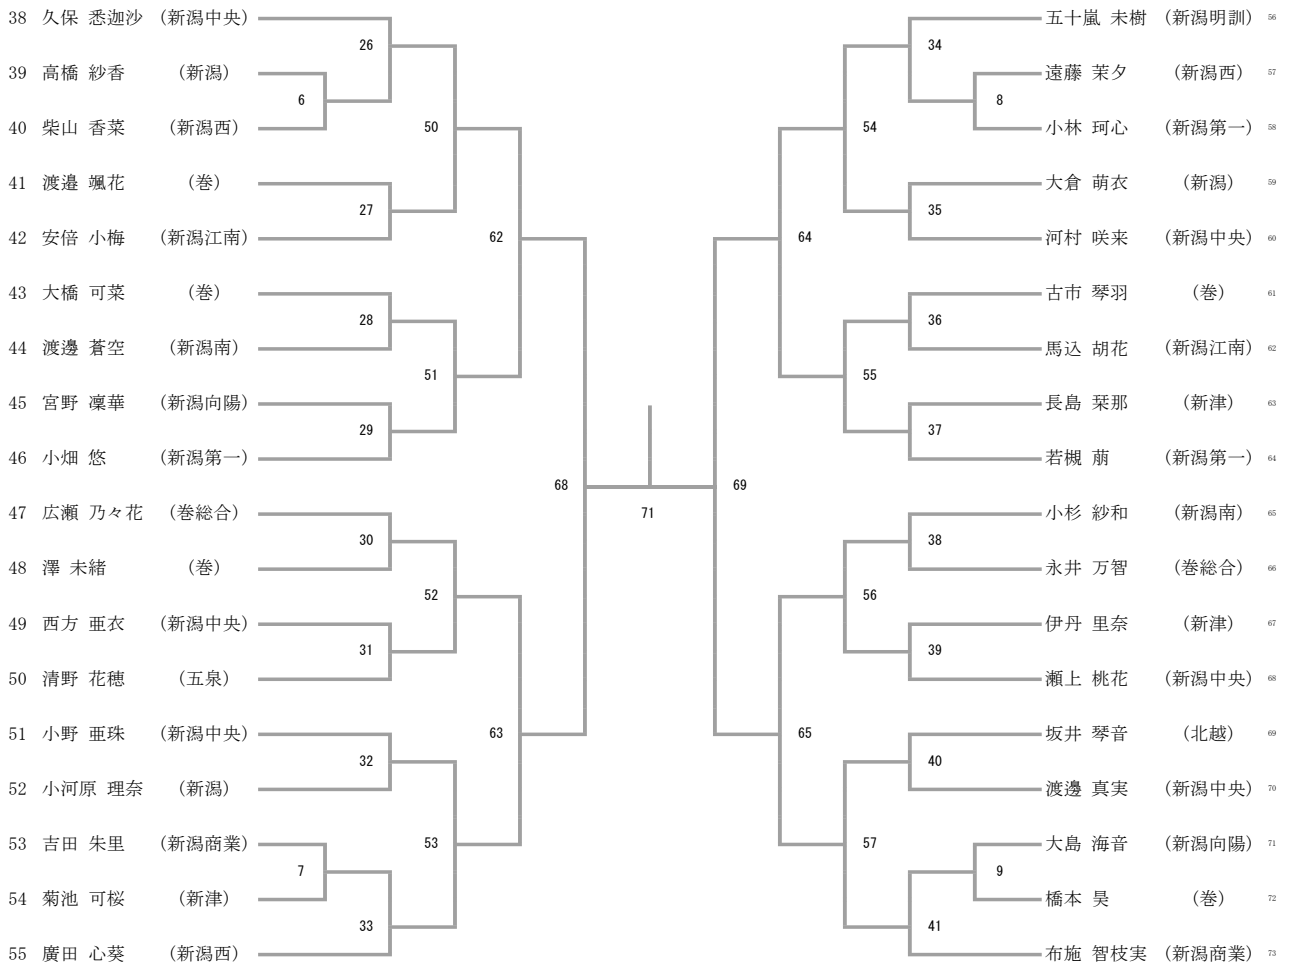 38 久保 悉迦沙 (新潟中央)
39 高橋 紗香 (新潟)
40 柴山 香菜 (新潟西)
41 渡邉 颯花 (巻)
42 安倍 小梅 (新潟江南)
43 大橋 可菜 (巻)
44 渡邊 蒼空 (新潟南)
45 宮野 凜華 (新潟向陽)
46 小畑 悠 (新潟第一)
47 広瀬 乃々花 (巻総合)
48 澤 未緒 (巻)
49 西方 亜衣 (新潟中央)
50 清野 花穂 (五泉)
51 小野 亜珠 (新潟中央)
52 小河原 理奈 (新潟)
53 吉田 朱里 (新潟商業)
54 菊池 可桜 (新津)
55 廣田 心葵 (新潟西)
26
6
27
28
29
30
31
32
7
33
50
51
52
53
62
63
68
71
69
64
65
54
55
56
57
34
8
35
36
37
38
39
40
9
41
五十嵐 未樹 (新潟明訓) 56
遠藤 茉夕 (新潟西) 57
小林 珂心 (新潟第一) 58
大倉 萌衣 (新潟) 59
河村 咲来 (新潟中央) 60
古市 琴羽 (巻) 61
馬込 胡花 (新潟江南) 62
長島 栞那 (新津) 63
若槻 萠 (新潟第一) 64
小杉 紗和 (新潟南) 65
永井 万智 (巻総合) 66
伊丹 里奈 (新津) 67
瀬上 桃花 (新潟中央) 68
坂井 琴音 (北越) 69
渡邊 真実 (新潟中央) 70
大島 海音 (新潟向陽) 71
橋本 昊 (巻) 72
布施 智枝実 (新潟商業) 73